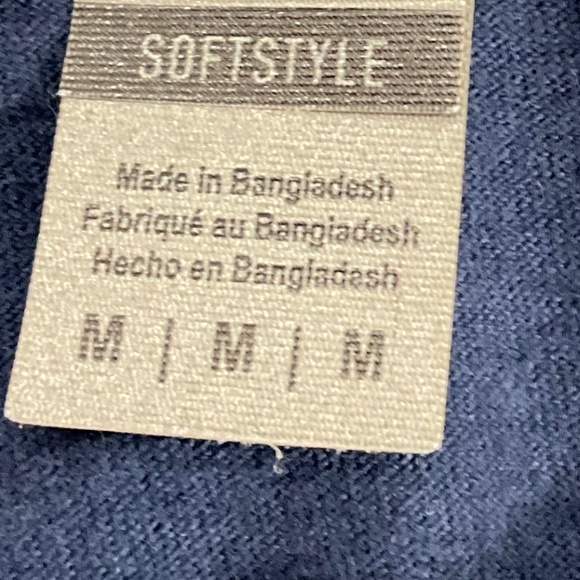 SOFTSTYLE
Made in Bangladesh
Fabriqué au Bangladesh
Hecho en Bangladesh
M | M | M